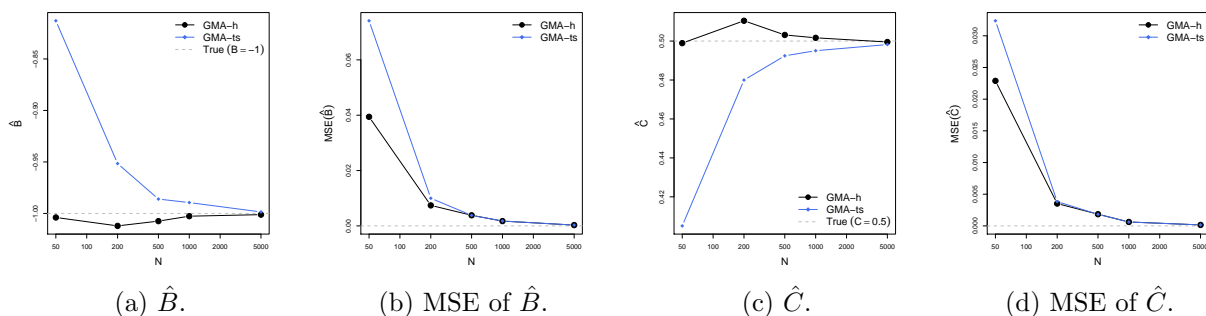 GMA-h
GMA-ts
True (B = −1)
B̂
−0.85
−0.90
−0.95
−1.00
50 100 200 500 1000 2000 5000
N
(a) B̂.
GMA-h
GMA-ts
MSE(B̂)
0.06
0.04
0.02
0.00
50 100 200 500 1000 2000 5000
N
(b) MSE of B̂.
Ĉ
0.50
0.48
0.46
0.44
0.42
GMA-h
GMA-ts
True (C = 0.5)
50 100 200 500 1000 2000 5000
N
(c) Ĉ.
GMA-h
GMA-ts
MSE(Ĉ)
0.030
0.025
0.020
0.015
0.010
0.005
0.000
50 100 200 500 1000 2000 5000
N
(d) MSE of Ĉ.